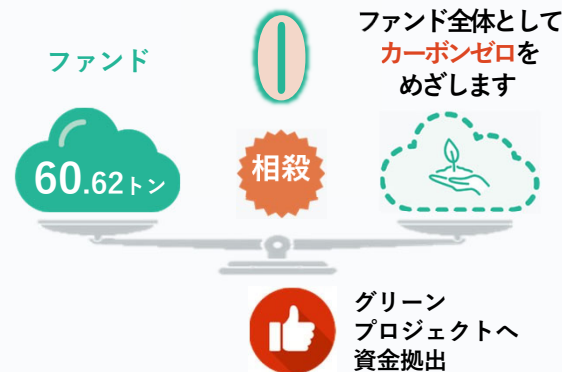 ファンド
ファンド全体として
カーボンゼロを
めざします
60.62トン
相殺
グリーン
プロジェクトへ
資金拠出